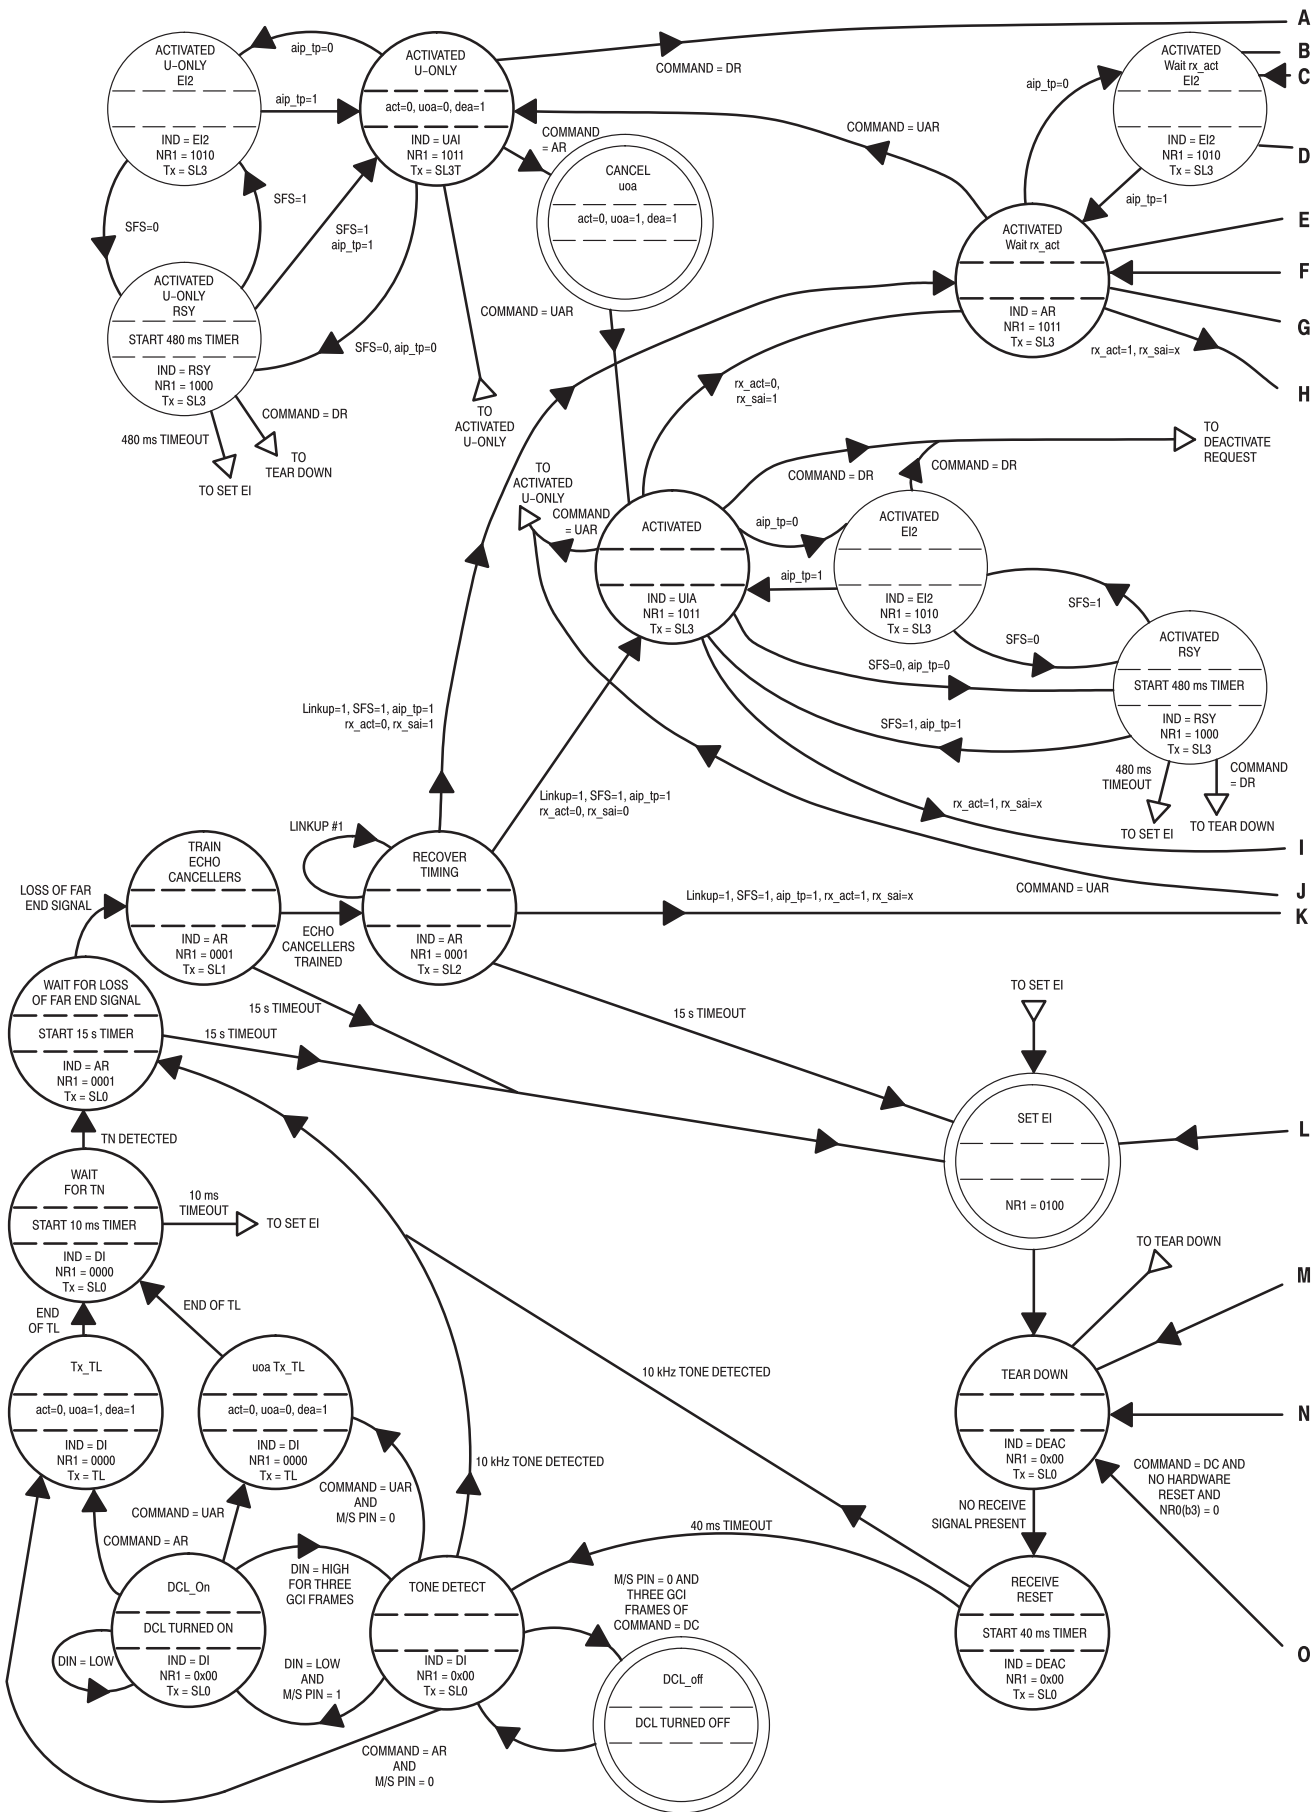 A
B
C
D
E
F
G
H
ACTIVATED
U–ONLY
EI2
IND = EI2
NR1 = 1010
Tx = SL3
aip_tp=0
aip_tp=1
ACTIVATED
U–ONLY
act=0, uoa=0, dea=1
IND = UAI
NR1 = 1011
Tx = SL3T
COMMAND = DR
COMMAND
= AR
CANCEL
uoa
act=0, uoa=1, dea=1
COMMAND = UAR
aip_tp=0
ACTIVATED
Wait rx_act
EI2
IND = EI2
NR1 = 1010
Tx = SL3
aip_tp=1
ACTIVATED
Wait rx_act
IND = AR
NR1 = 1011
Tx = SL3
rx_act=1, rx_sai=x
SFS=0
SFS=1
SFS=1
aip_tp=1
ACTIVATED
U–ONLY
RSY
START 480 ms TIMER
IND = RSY
NR1 = 1000
Tx = SL3
SFS=0, aip_tp=0
COMMAND = UAR
TO
ACTIVATED
U–ONLY
COMMAND = DR
480 ms TIMEOUT
TO
TEAR DOWN
TO SET EI
rx_act=0,
rx_sai=1
TO
ACTIVATED
U–ONLY
COMMAND
= UAR
ACTIVATED
IND = UIA
NR1 = 1011
Tx = SL3
COMMAND = DR
COMMAND = DR
TO
DEACTIVATE
REQUEST
aip_tp=0
aip_tp=1
ACTIVATED
EI2
IND = EI2
NR1 = 1010
Tx = SL3
SFS=1
SFS=0
SFS=0, aip_tp=0
SFS=1, aip_tp=1
ACTIVATED
RSY
START 480 ms TIMER
IND = RSY
NR1 = 1000
Tx = SL3
480 ms
TIMEOUT
COMMAND
= DR
TO SET EI
TO TEAR DOWN
rx_act=1, rx_sai=x
I
COMMAND = UAR
J
K
Linkup=1, SFS=1, aip_tp=1
rx_act=0, rx_sai=1
Linkup=1, SFS=1, aip_tp=1
rx_act=0, rx_sai=0
LINKUP #1
Linkup=1, SFS=1, aip_tp=1, rx_act=1, rx_sai=x
TRAIN
ECHO
CANCELLERS
IND = AR
NR1 = 0001
Tx = SL1
ECHO
CANCELLERS
TRAINED
RECOVER
TIMING
IND = AR
NR1 = 0001
Tx = SL2
LOSS OF FAR
END SIGNAL
WAIT FOR LOSS
OF FAR END SIGNAL
START 15 s TIMER
IND = AR
NR1 = 0001
Tx = SL0
15 s TIMEOUT
15 s TIMEOUT
15 s TIMEOUT
TO SET EI
SET EI
NR1 = 0100
L
TN DETECTED
WAIT
FOR TN
START 10 ms TIMER
IND = DI
NR1 = 0000
Tx = SL0
10 ms
TIMEOUT
TO SET EI
TO TEAR DOWN
M
END
OF TL
END OF TL
Tx_TL
act=0, uoa=1, dea=1
IND = DI
NR1 = 0000
Tx = TL
uoa Tx_TL
act=0, uoa=0, dea=1
IND = DI
NR1 = 0000
Tx = TL
10 kHz TONE DETECTED
10 kHz TONE DETECTED
TEAR DOWN
IND = DEAC
NR1 = 0x00
Tx = SL0
N
COMMAND = DC AND
NO HARDWARE
RESET AND
NR0(b3) = 0
NO RECEIVE
SIGNAL PRESENT
COMMAND = UAR
COMMAND = AR
COMMAND = UAR
AND
M/S PIN = 0
40 ms TIMEOUT
DCL_On
DCL TURNED ON
IND = DI
NR1 = 0x00
Tx = SL0
DIN = LOW
DIN = HIGH
FOR THREE
GCI FRAMES
DIN = LOW
AND
M/S PIN = 1
TONE DETECT
IND = DI
NR1 = 0x00
Tx = SL0
M/S PIN = 0 AND
THREE GCI
FRAMES OF
COMMAND = DC
DCL_off
DCL TURNED OFF
RECEIVE
RESET
START 40 ms TIMER
IND = DEAC
NR1 = 0x00
Tx = SL0
O
COMMAND = AR
AND
M/S PIN = 0